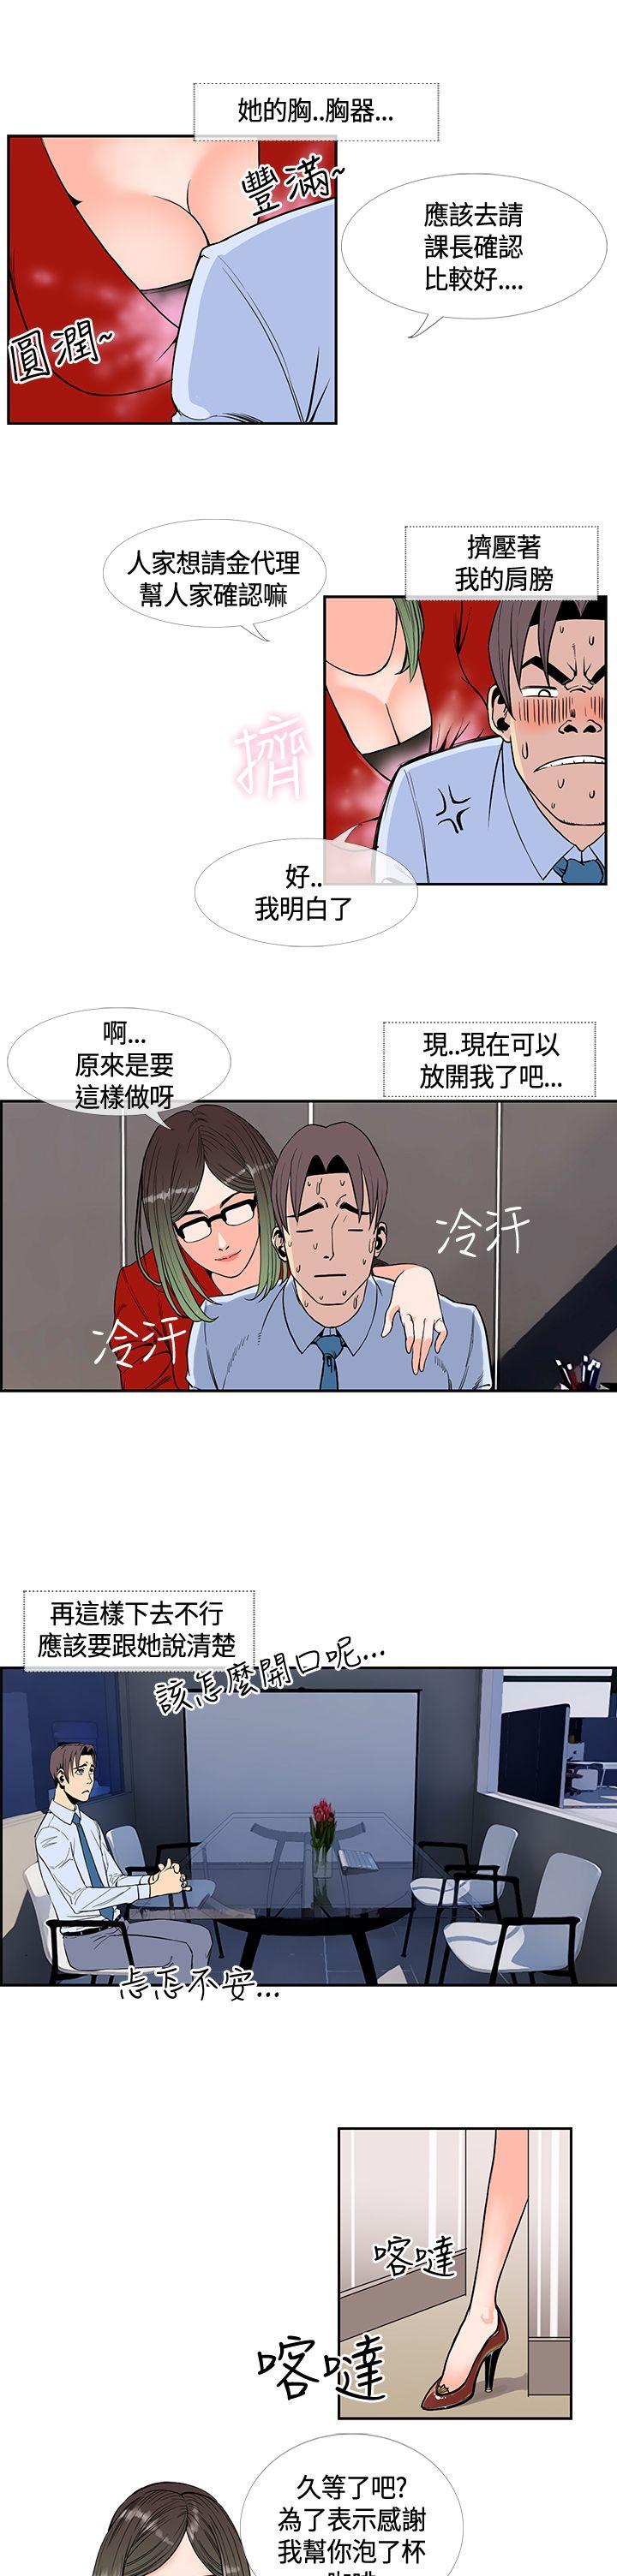 她的胸..胸器...
豐滿~
應該去請
課長確認
比較好....
圓潤~
人家想請金代理
幫人家確認嘛
擠壓著
我的肩膀
擠
好..
我明白了
啊...
原來是要
這樣做呀
現..現在可以
放開我了吧...
冷汗
冷汗
再這樣下去不行
應該要跟她說清楚
該怎麼開口呢...
忐忑不安...
喀噠
喀噠
久等了吧?
為了表示感謝
我幫你泡了杯